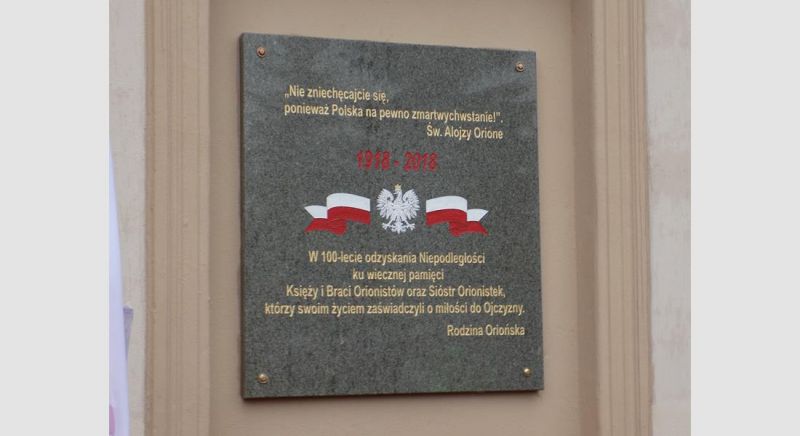 „Nie zniechęcajcie się,
ponieważ Polska na pewno zmartwychwstanie!”.
Św. Alojzy Orione
1918 - 2018
W 100-lecie odzyskania Niepodległości
ku wiecznej pamięci
Księży i Braci Orionistów oraz Sióstr Orionistek,
którzy swoim życiem zaświadczyli o miłości do Ojczyzny.
Rodzina Oriońska